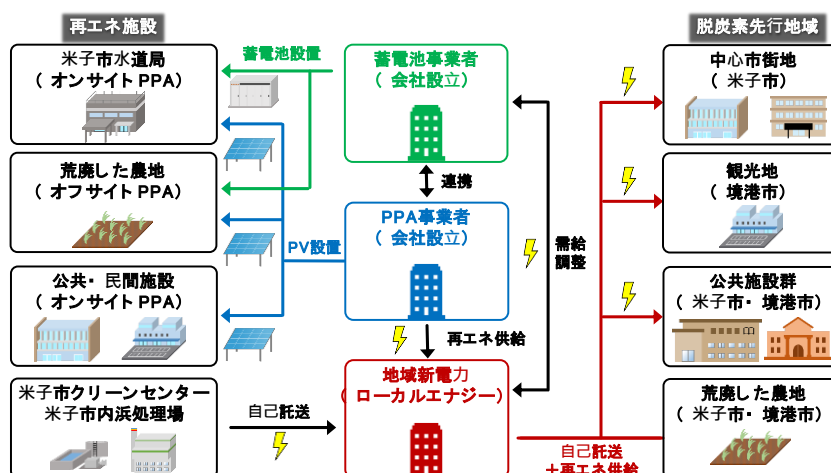 再エネ施設
米子市水道局
(オンサイトPPA)
荒廃した農地
(オフサイトPPA)
公共・民間施設
(オンサイトPPA)
米子市クリーンセンター
米子市内浜処理場
蓄電池設置
PV設置
自己託送
蓄電池事業者
(会社設立)
連携
PPA事業者
(会社設立)
再エネ供給
地域新電力
(ローカルエナジー)
需給
調整
自己託送
+再エネ供給
脱炭素先行地域
中心市街地
(米子市)
観光地
(境港市)
公共施設群
(米子市・境港市)
荒廃した農地
(米子市・境港市)